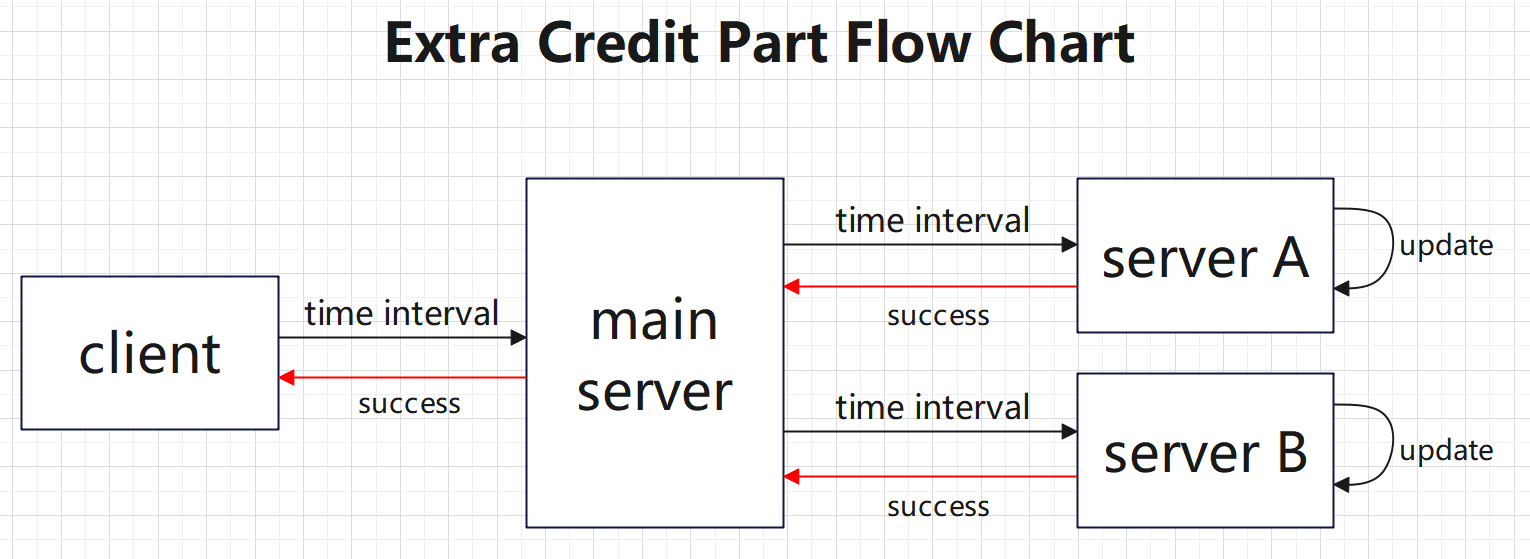 Extra Credit Part Flow Chart
client
time interval
success
main
server
time interval
success
time interval
success
server A
update
server B
update